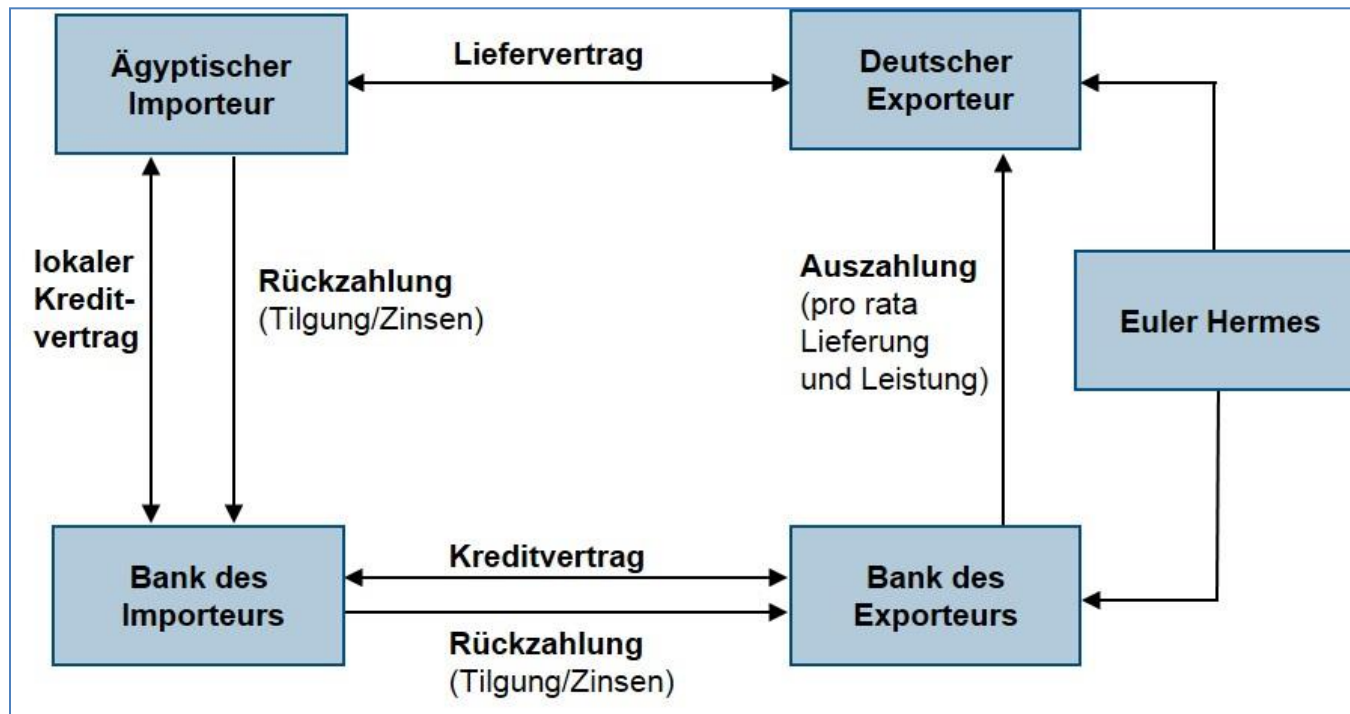 Ägyptischer
Importeur
Liefervertrag
Deutscher
Exporteur
lokaler
Kredit-
vertrag
Rückzahlung
(Tilgung/Zinsen)
Auszahlung
(pro rata
Lieferung
und Leistung)
Euler Hermes
Bank des
Importeurs
Kreditvertrag
Rückzahlung
(Tilgung/Zinsen)
Bank des
Exporteurs